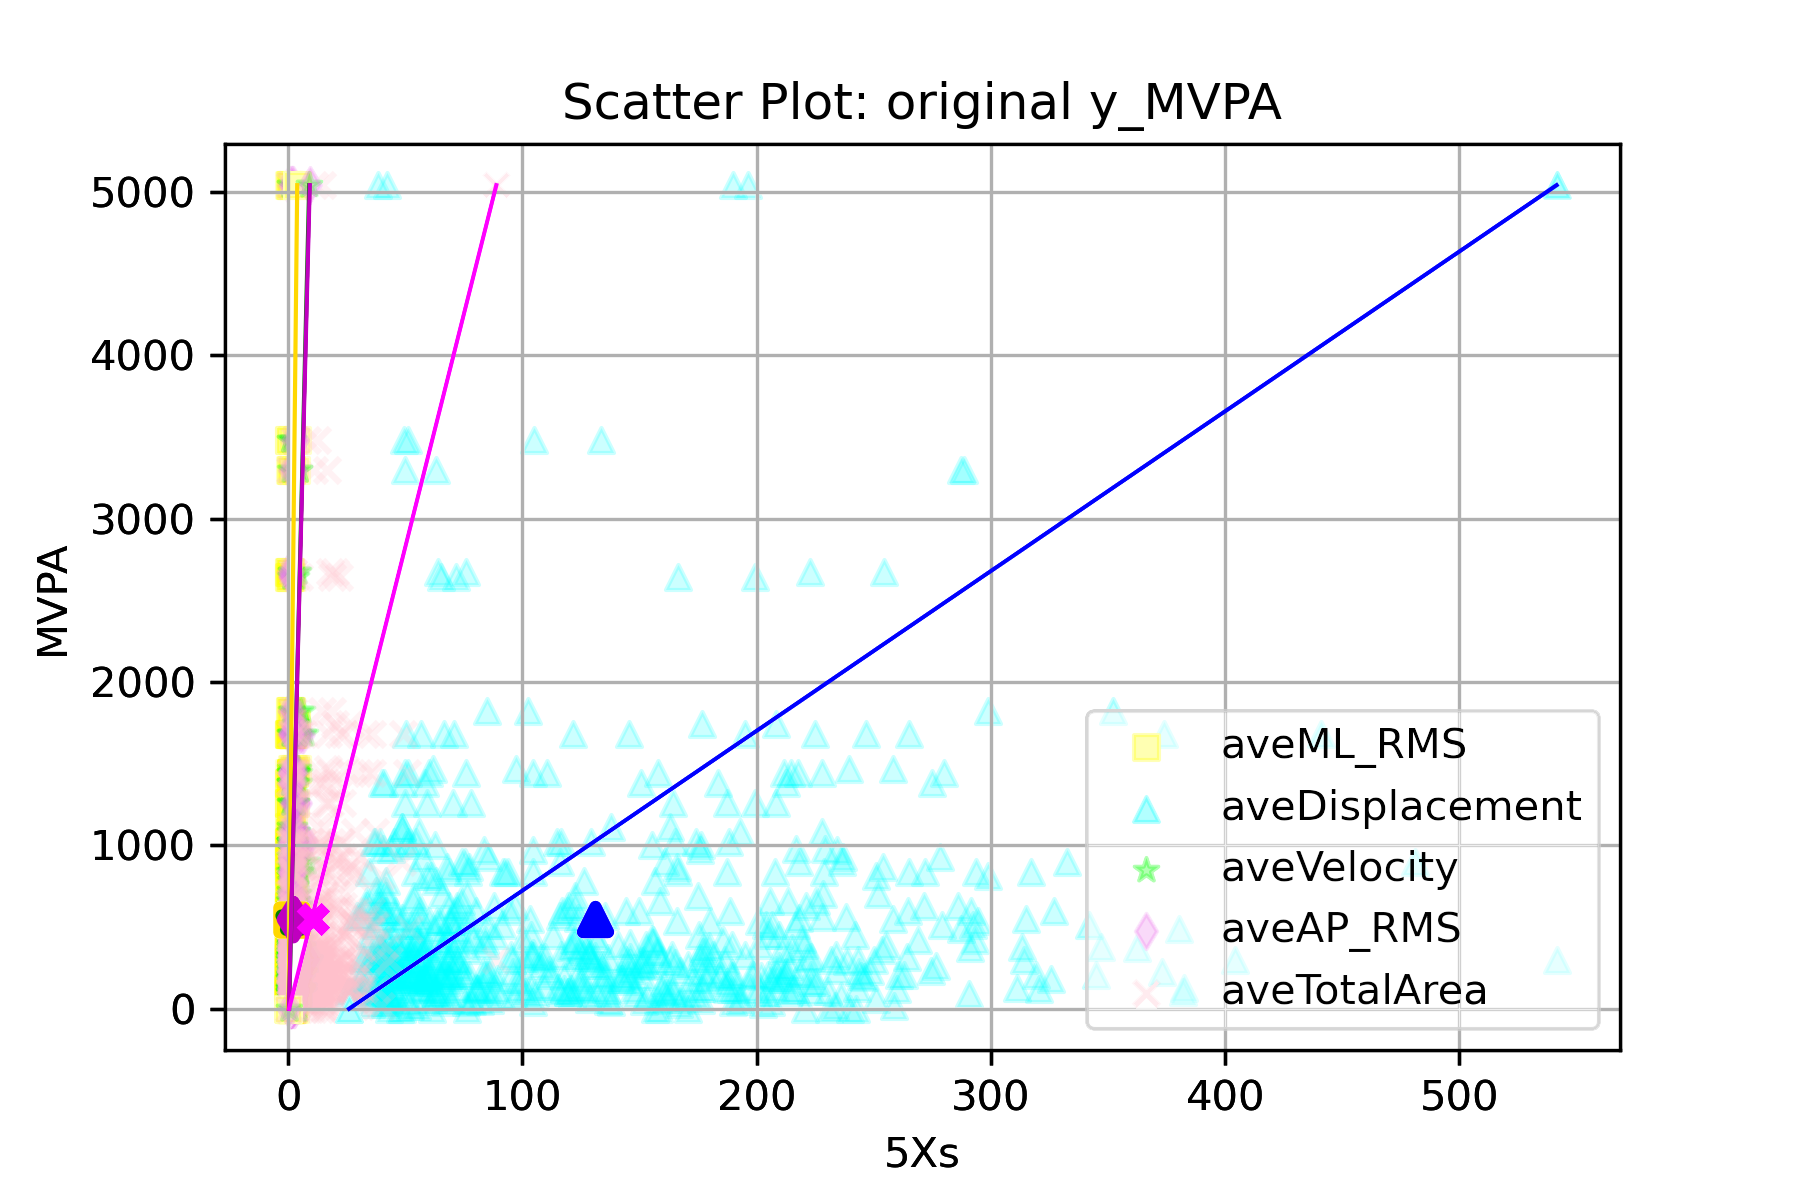 Scatter Plot: original y_MVPA
MVPA
5000
4000
3000
2000
1000
0
aveML_RMS
aveDisplacement
aveVelocity
aveAP_RMS
aveTotalArea
0 100 200 300 400 500
5Xs